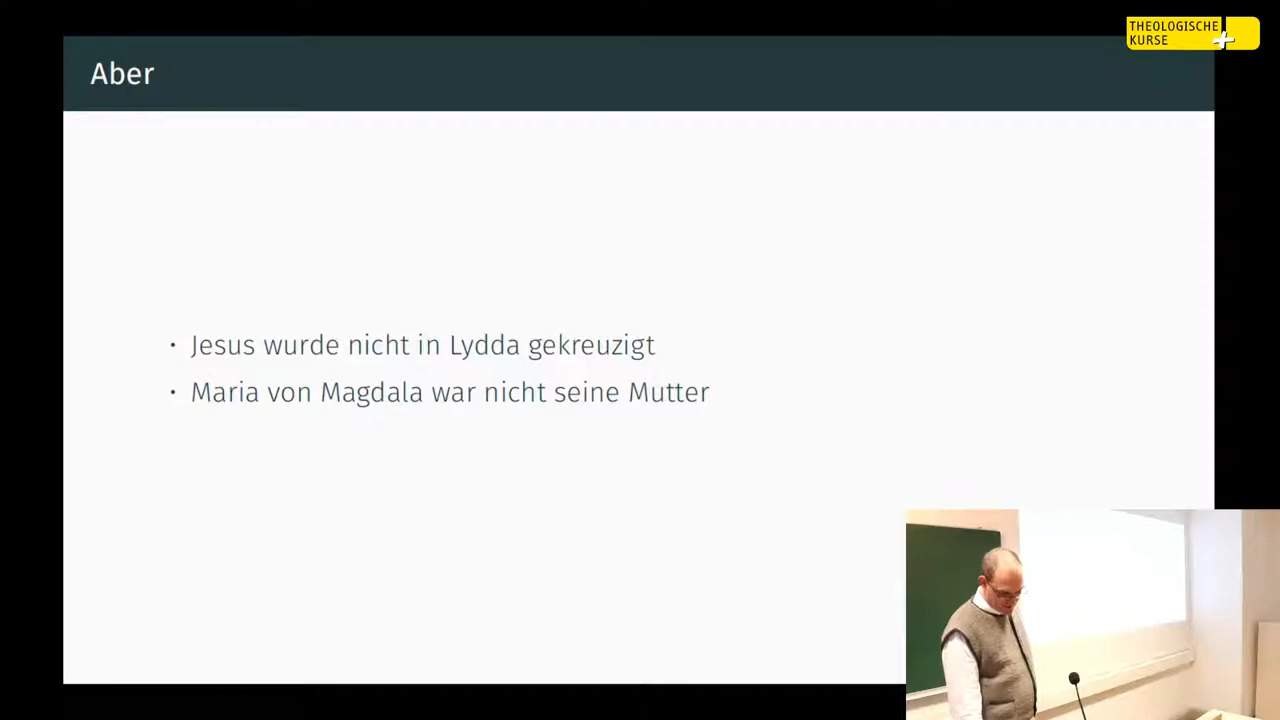 THEOLOGISCHE
KURSE
Aber
• Jesus wurde nicht in Lydda gekreuzigt
• Maria von Magdala war nicht seine Mutter